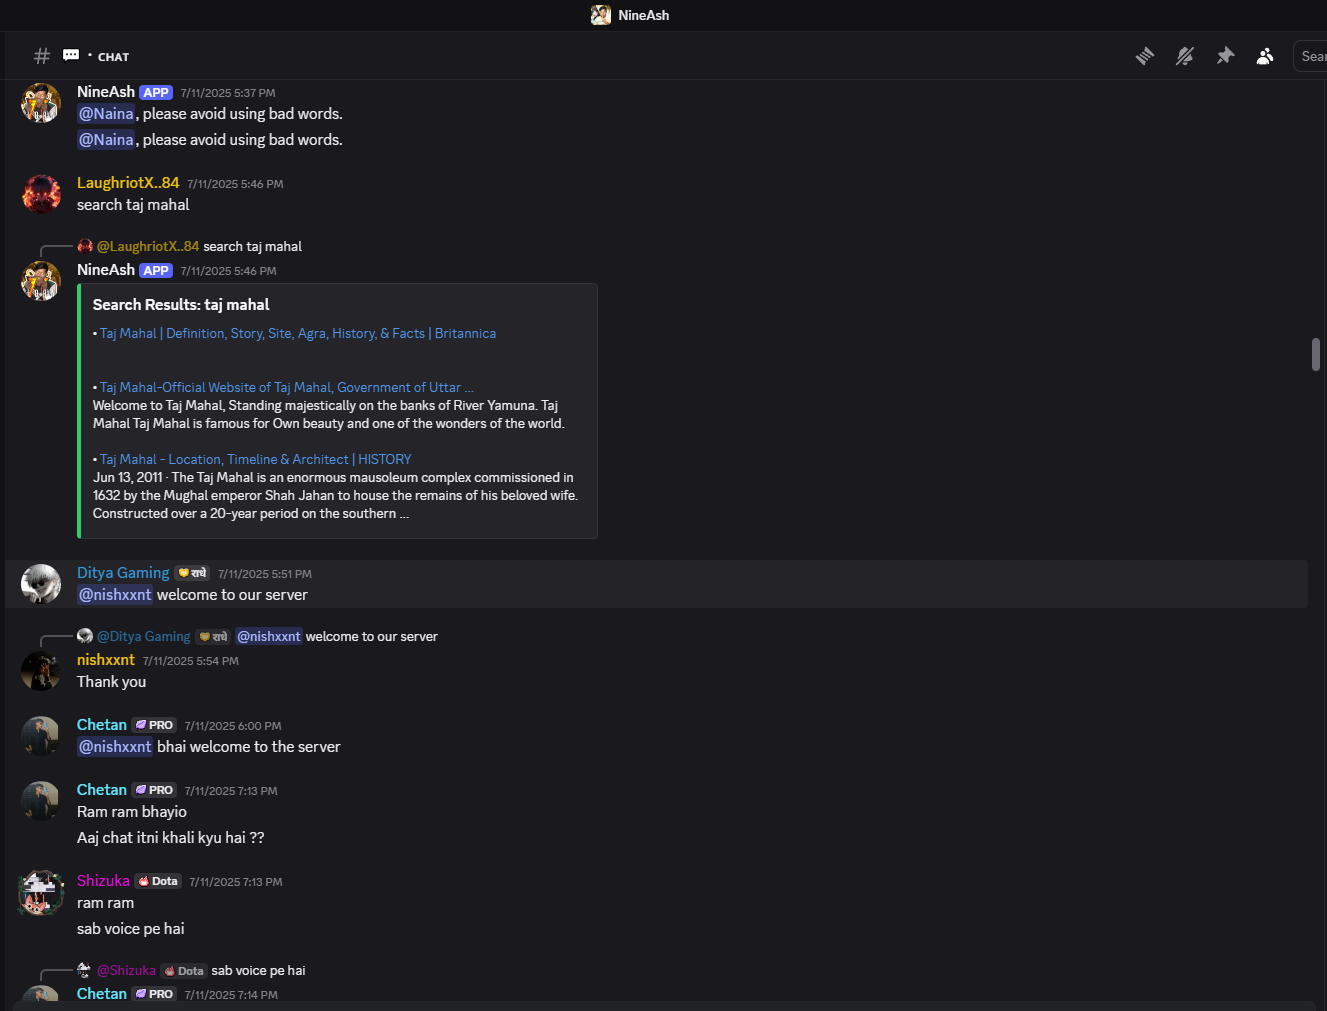 NineAsh
CHAT
Sear
NineAsh APP 7/11/2025 5:37 PM
@Naina, please avoid using bad words.
@Naina, please avoid using bad words.
LaughriotX..84 7/11/2025 5:46 PM
search taj mahal
@LaughriotX..84 search taj mahal
NineAsh APP 7/11/2025 5:46 PM
Search Results: taj mahal
• Taj Mahal | Definition, Story, Site, Agra, History, & Facts | Britannica
• Taj Mahal-Official Website of Taj Mahal, Government of Uttar ...
Welcome to Taj Mahal, Standing majestically on the banks of River Yamuna. Taj
Mahal Taj Mahal is famous for Own beauty and one of the wonders of the world.
• Taj Mahal - Location, Timeline & Architect | HISTORY
Jun 13, 2011 · The Taj Mahal is an enormous mausoleum complex commissioned in
1632 by the Mughal emperor Shah Jahan to house the remains of his beloved wife.
Constructed over a 20-year period on the southern ...
Ditya Gaming राधे 7/11/2025 5:51 PM
@nishxxnt welcome to our server
@Ditya Gaming राधे @nishxxnt welcome to our server
nishxxnt 7/11/2025 5:54 PM
Thank you
Chetan PRO 7/11/2025 6:00 PM
@nishxxnt bhai welcome to the server
Chetan PRO 7/11/2025 7:13 PM
Ram ram bhayio
Aaj chat itni khali kyu hai ??
Shizuka Dota 7/11/2025 7:13 PM
ram ram
sab voice pe hai
@Shizuka Dota sab voice pe hai
Chetan PRO 7/11/2025 7:14 PM